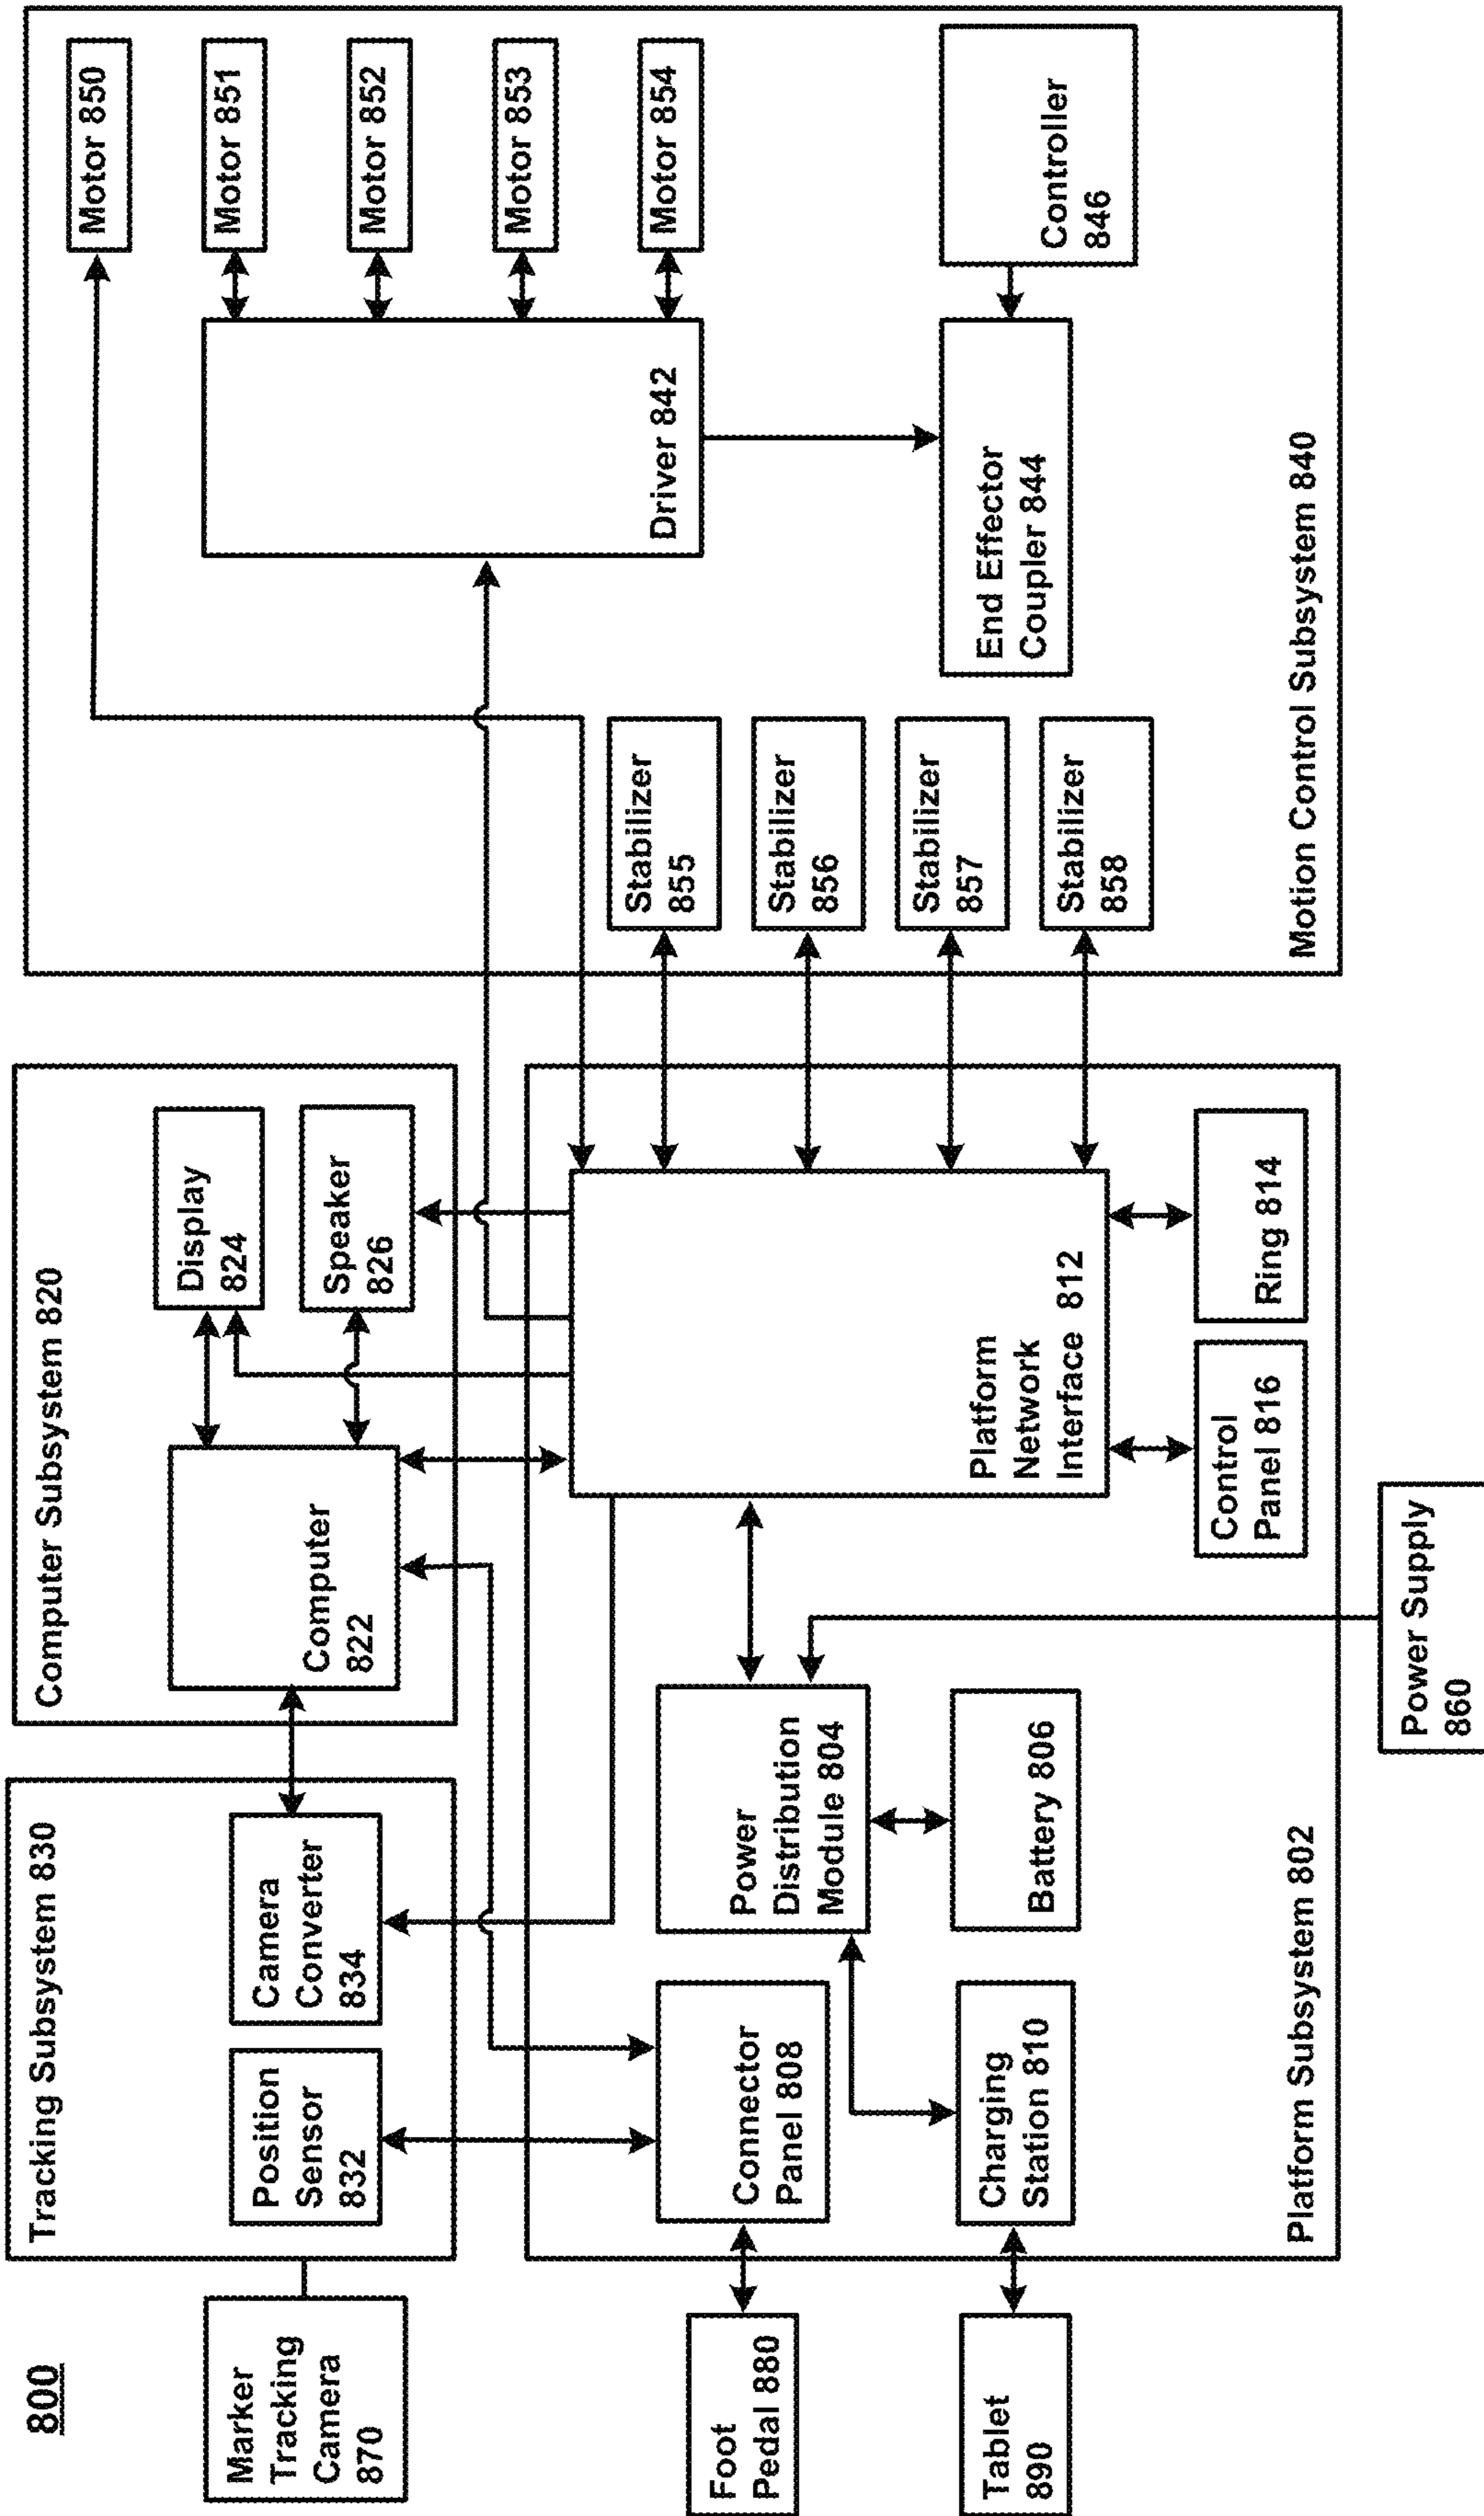 800
Marker
Tracking
Camera
870
Tracking Subsystem 830
Position
Sensor
832
Camera
Converter
834
Computer Subsystem 820
Computer
822
Display
824
Speaker
826
Motor 850
Motor 851
Motor 852
Motor 853
Motor 854
Driver 842
End Effector
Coupler 844
Controller
846
Stabilizer
855
Stabilizer
856
Stabilizer
857
Stabilizer
858
Motion Control Subsystem 840
Foot
Pedal 880
Tablet
890
Connector
Panel 808
Charging
Station 810
Power
Distribution
Module 804
Battery 806
Platform
Network
Interface 812
Control
Panel 816
Ring 814
Platform Subsystem 802
Power Supply
860